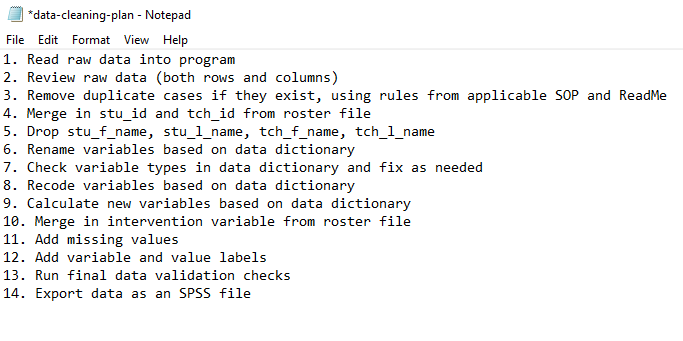 *data-cleaning-plan - Notepad
File Edit Format View Help
1. Read raw data into program
2. Review raw data (both rows and columns)
3. Remove duplicate cases if they exist, using rules from applicable SOP and ReadMe
4. Merge in stu_id and tch_id from roster file
5. Drop stu_f_name, stu_l_name, tch_f_name, tch_l_name
6. Rename variables based on data dictionary
7. Check variable types in data dictionary and fix as needed
8. Recode variables based on data dictionary
9. Calculate new variables based on data dictionary
10. Merge in intervention variable from roster file
11. Add missing values
12. Add variable and value labels
13. Run final data validation checks
14. Export data as an SPSS file